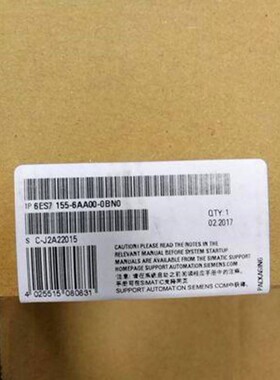 1P 6ES7 155-6AA00-0BN0
QTY: 1
02.2017
S C-J2A22015
CAUTION! PLEASE READ THE NOTES IN THE
RELEVANT MANUAL BEFORE SYSTEM STARTUP
MANUALS ARE AVAILABLE FROM THE SIMATIC SUPPORT
HOMEPAGE SUPPORT.AUTOMATION.SIEMENS.COM
SUPPORT.AUTOMATION.SIEMENS.COM
4 025515 080831
PACKAGING